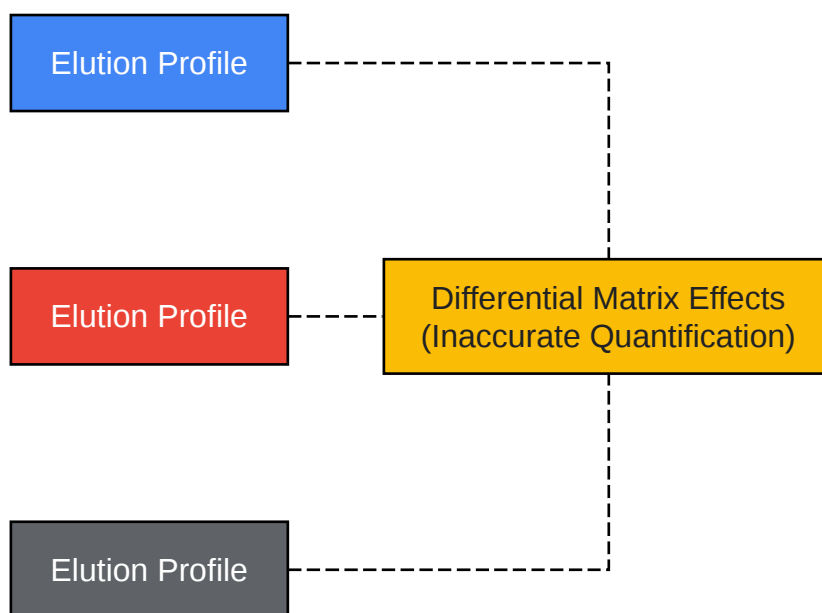 Elution Profile
Elution Profile
Differential Matrix Effects
(Inaccurate Quantification)
Elution Profile